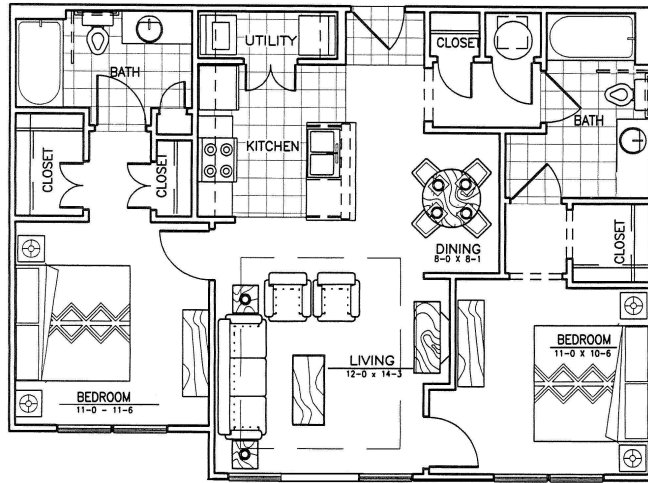 UTILITY
CLOSET
BATH
BATH
KITCHEN
CLOSET
CLOSET
CLOSET
DINING
8-0 X 8-1
LIVING
12-0 x 14-3
BEDROOM
11-0 X 10-6
BEDROOM
11-0 - 11-6